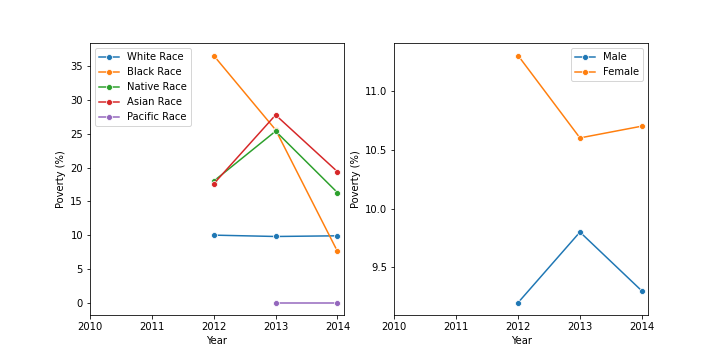 White Race
Black Race
Native Race
Asian Race
Pacific Race
Poverty (%)
35
30
25
20
15
10
5
0
2010 2011 2012 2013 2014
Year
Male
Female
Poverty (%)
11.0
10.5
10.0
9.5
2010 2011 2012 2013 2014
Year